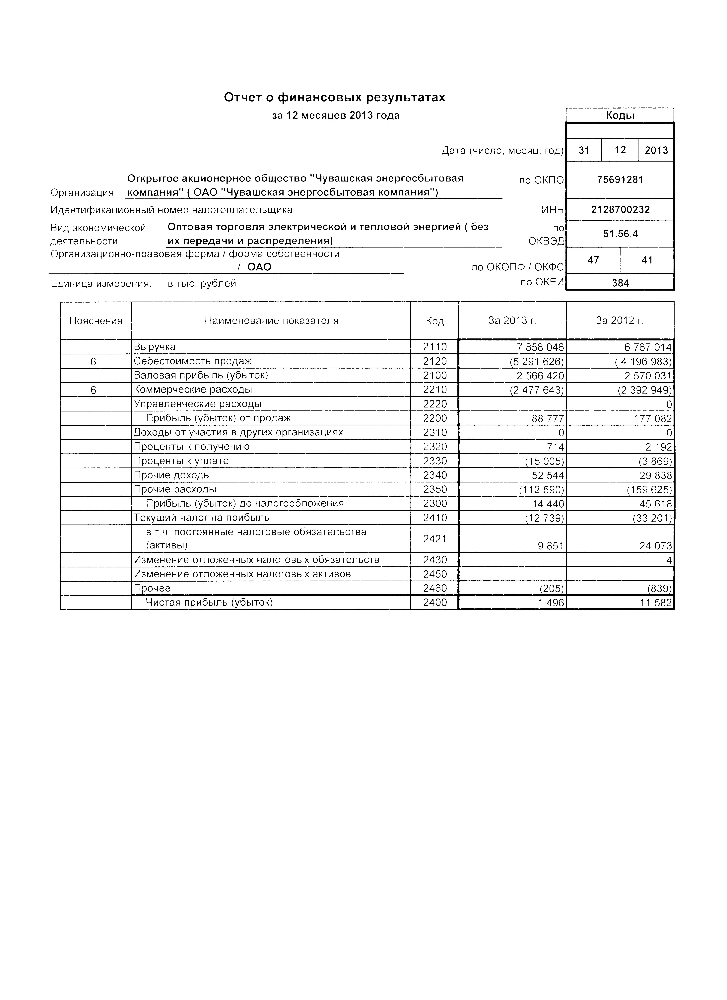 Отчет о финансовых результатах
за 12 месяцев 2013 года
Коды
Дата (число, месяц, год) 31 12 2013
Открытое акционерное общество "Чувашская энергосбытовая
Организация компания" ( ОАО "Чувашская энергосбытовая компания")
по ОКПО 75691281
Идентификационный номер налогоплательщика ИНН 2128700232
Вид экономической Оптовая торговля электрической и тепловой энергией ( без по
деятельности их передачи и распределения) ОКВЭД
51.56.4
Организационно-правовая форма / форма собственности
/ ОАО по ОКОПФ / ОКФС 47 41
Единица измерения: в тыс. рублей по ОКЕИ 384
Пояснения Наименование показателя Код За 2013 г. За 2012 г.
Выручка 2110 7 858 046 6 767 014
6 Себестоимость продаж 2120 (5 291 626) ( 4 196 983)
Валовая прибыль (убыток) 2100 2 566 420 2 570 031
6 Коммерческие расходы 2210 (2 477 643) (2 392 949)
Управленческие расходы 2220 0
Прибыль (убыток) от продаж 2200 88 777 177 082
Доходы от участия в других организациях 2310 0 0
Проценты к получению 2320 714 2 192
Проценты к уплате 2330 (15 005) (3 869)
Прочие доходы 2340 52 544 29 838
Прочие расходы 2350 (112 590) (159 625)
Прибыль (убыток) до налогообложения 2300 14 440 45 618
Текущий налог на прибыль 2410 (12 739) (33 201)
в т.ч. постоянные налоговые обязательства
(активы) 2421 9 851 24 073
Изменение отложенных налоговых обязательств 2430 4
Изменение отложенных налоговых активов 2450
Прочее 2460 (205) (839)
Чистая прибыль (убыток) 2400 1 496 11 582